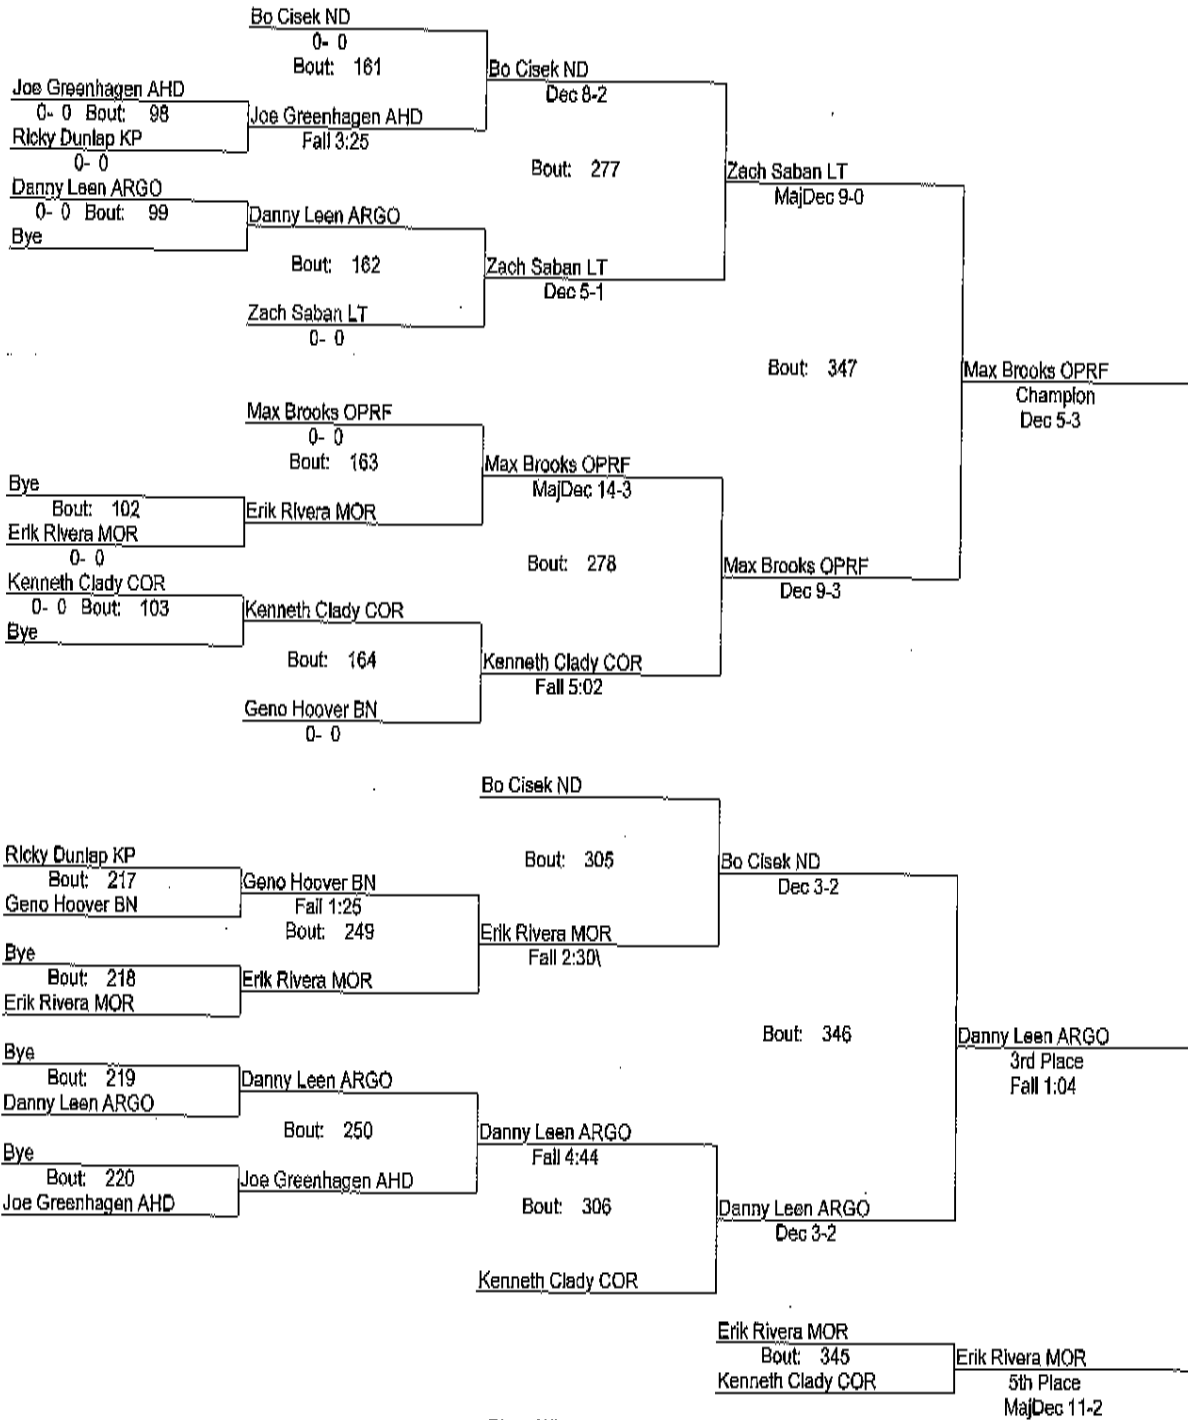 Bo Cisek ND
0- 0
Bout: 161
Bo Cisek ND
Dec 8-2
Joe Greenhagen AHD
0- 0 Bout: 98
Joe Greenhagen AHD
Fall 3:25
Ricky Dunlap KP
0- 0
Bout: 277
Zach Saban LT
MajDec 9-0
Danny Leen ARGO
0- 0 Bout: 99
Danny Leen ARGO
Bye
Bout: 162
Zach Saban LT
Dec 5-1
Zach Saban LT
0- 0
Bout: 347
Max Brooks OPRF
Champion
Dec 5-3
Max Brooks OPRF
0- 0
Bout: 163
Max Brooks OPRF
MajDec 14-3
Bye
Bout: 102
Erik Rivera MOR
Erik Rivera MOR
0- 0
Bout: 278
Max Brooks OPRF
Dec 9-3
Kenneth Clady COR
0- 0 Bout: 103
Kenneth Clady COR
Bye
Bout: 164
Kenneth Clady COR
Fall 5:02
Geno Hoover BN
0- 0
Bo Cisek ND
Bout: 305
Bo Cisek ND
Dec 3-2
Ricky Dunlap KP
Bout: 217
Geno Hoover BN
Fall 1:25
Geno Hoover BN
Bout: 249
Erik Rivera MOR
Fall 2:30\
Bye
Bout: 218
Erik Rivera MOR
Erik Rivera MOR
Bout: 346
Danny Leen ARGO
3rd Place
Fall 1:04
Bye
Bout: 219
Danny Leen ARGO
Danny Leen ARGO
Bout: 250
Danny Leen ARGO
Fall 4:44
Bye
Bout: 220
Joe Greenhagen AHD
Joe Greenhagen AHD
Bout: 306
Danny Leen ARGO
Dec 3-2
Kenneth Clady COR
Erik Rivera MOR
Bout: 345
Erik Rivera MOR
Kenneth Clady COR
5th Place
MajDec 11-2